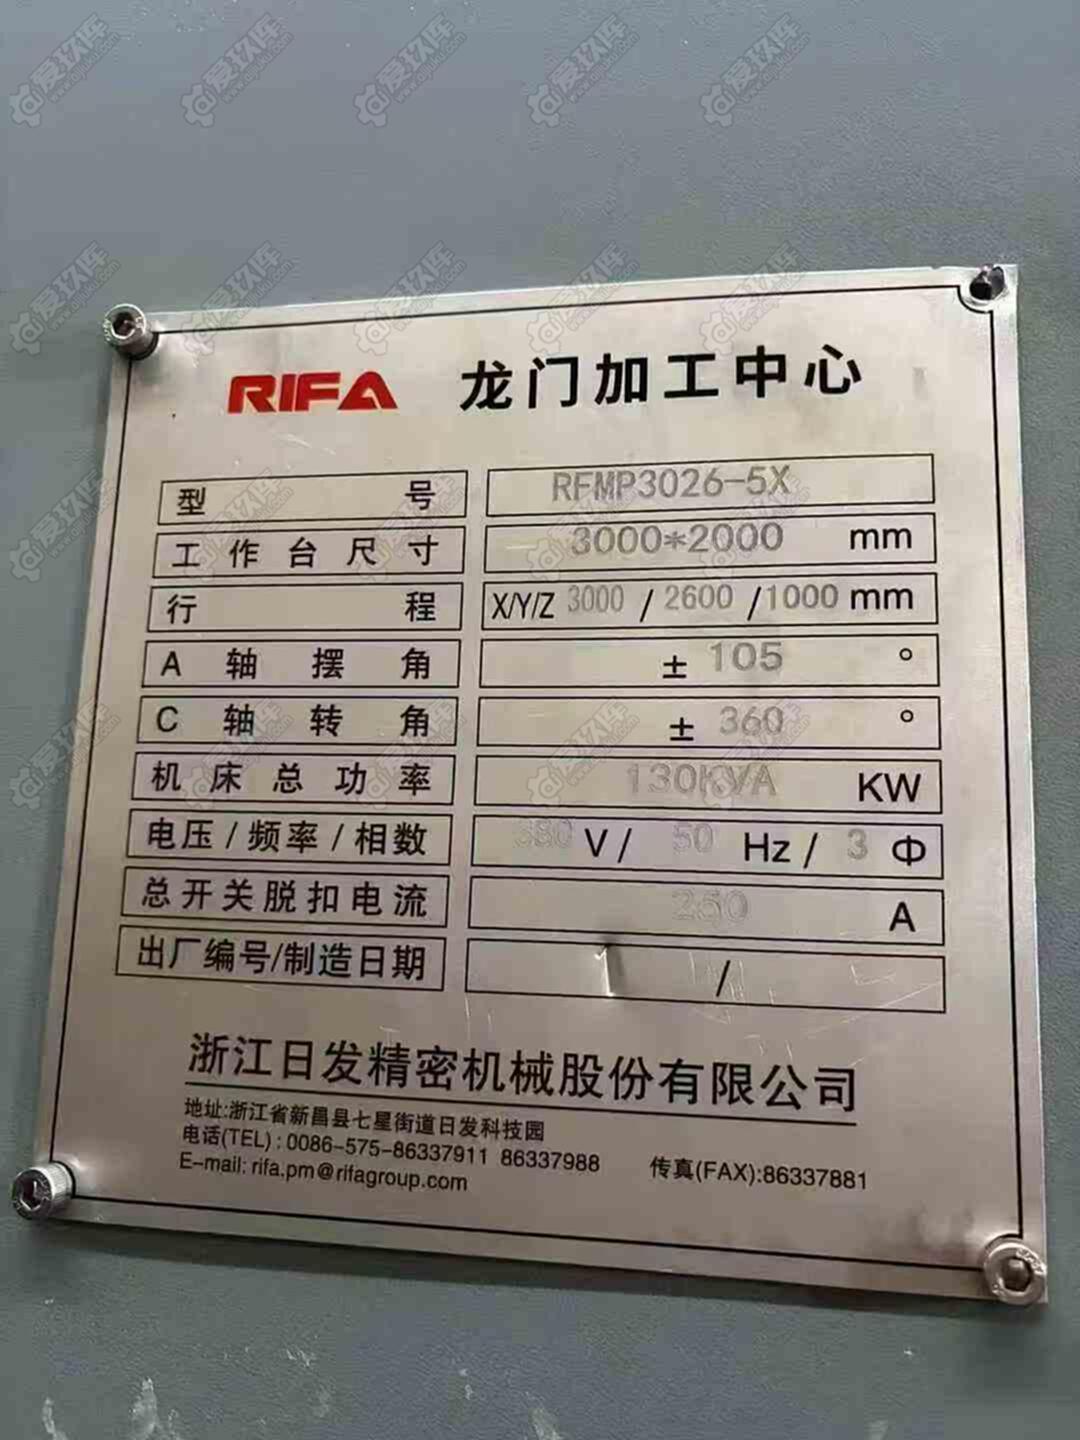 RIFA 龙门加工中心
型号 RFMP3026-5X
工作台尺寸 3000*2000 mm
行程 X/Y/Z 3000 / 2600 / 1000 mm
A轴摆角 ± 105 °
C轴转角 ± 360 °
机床总功率 130KVA KW
电压/频率/相数 380 V / 50 Hz / 3 Φ
总开关脱扣电流 250 A
出厂编号/制造日期 /
浙江日发精密机械股份有限公司
地址:浙江省新昌县七星街道日发科技园
电话(TEL) : 0086-575-86337911 86337988 传真(FAX):86337881
E-mail: rifa.pm@rifagroup.com